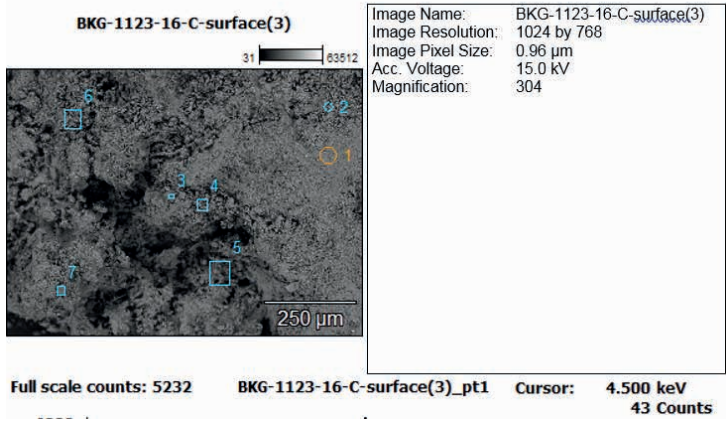 BKG-1123-16-C-surface(3)
31 63512
6
2
1
3
4
5
7
250 µm
Image Name: BKG-1123-16-C-surface(3)
Image Resolution: 1024 by 768
Image Pixel Size: 0.96 µm
Acc. Voltage: 15.0 kV
Magnification: 304
Full scale counts: 5232 BKG-1123-16-C-surface(3)_pt1 Cursor: 4.500 keV
43 Counts